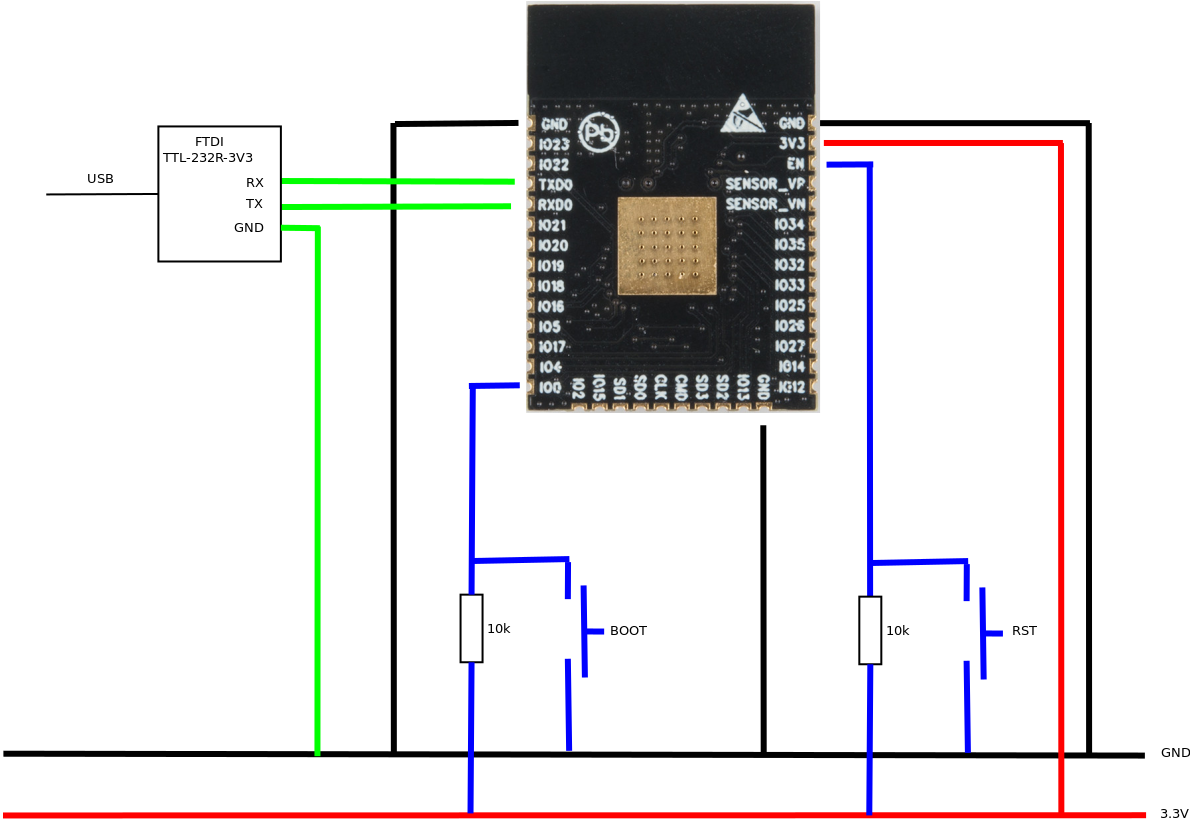 FTDI
TTL-232R-3V3
USB
RX
TX
GND
Pb
GND
IO23
IO22
TXD0
RXD0
IO21
IO20
IO19
IO18
IO16
IO5
IO17
IO4
IO0
IO2
IO15
SD1
SD0
CLK
CMD
SD3
SD2
IO13
GND
GND
3V3
EN
SENSOR_VP
SENSOR_VN
IO34
IO35
IO32
IO33
IO25
IO26
IO27
IO14
IO12
10k
BOOT
10k
RST
GND
3.3V